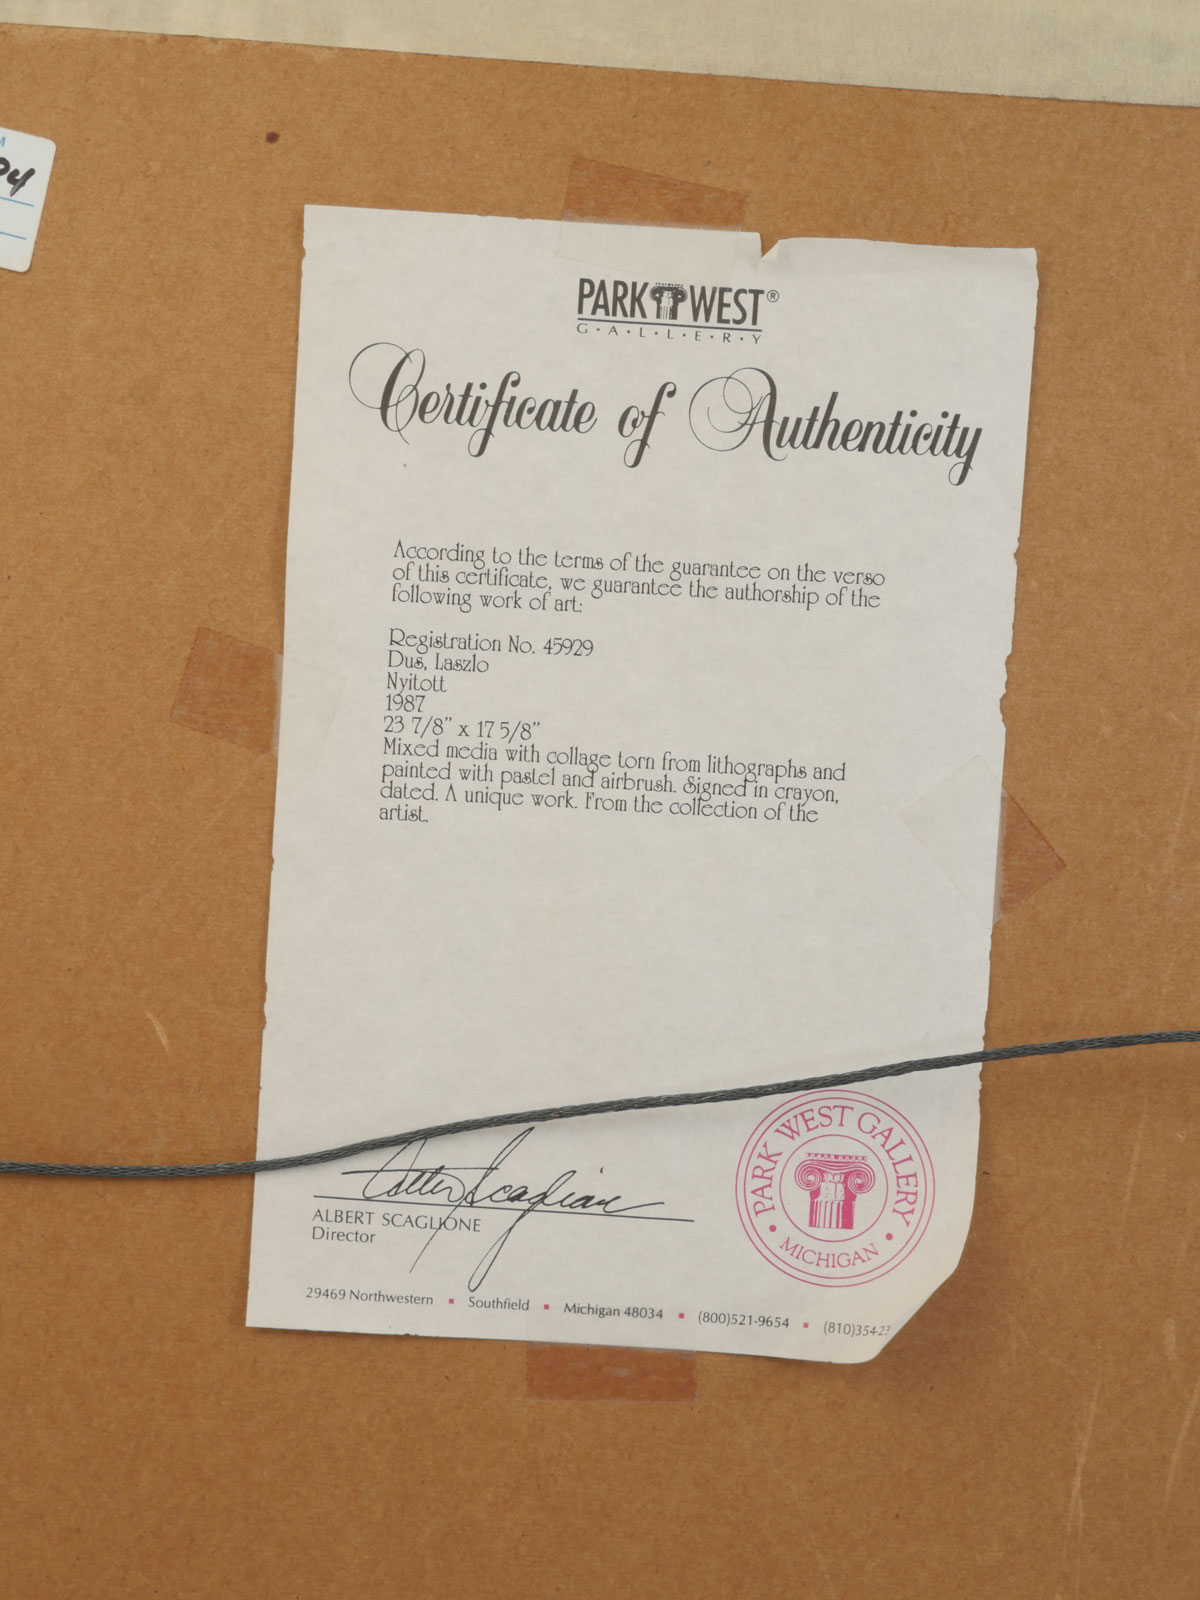 04
PARK WEST®
G·A·L·L·E·R·Y
Certificate of Authenticity
According to the terms of the guarantee on the verso
of this certificate, we guarantee the authorship of the
following work of art:
Registration No. 45929
Dus, Laszlo
Nyitott
1987
23 7/8" x 17 5/8"
Mixed media with collage torn from lithographs and
painted with pastel and airbrush. Signed in crayon,
dated. A unique work. From the collection of the
artist.
ALBERT SCAGLIONE
Director
PARK WEST GALLERY
• MICHIGAN •
29469 Northwestern ▪ Southfield ▪ Michigan 48034 ▪ (800)521-9654 ▪ (810)354-23